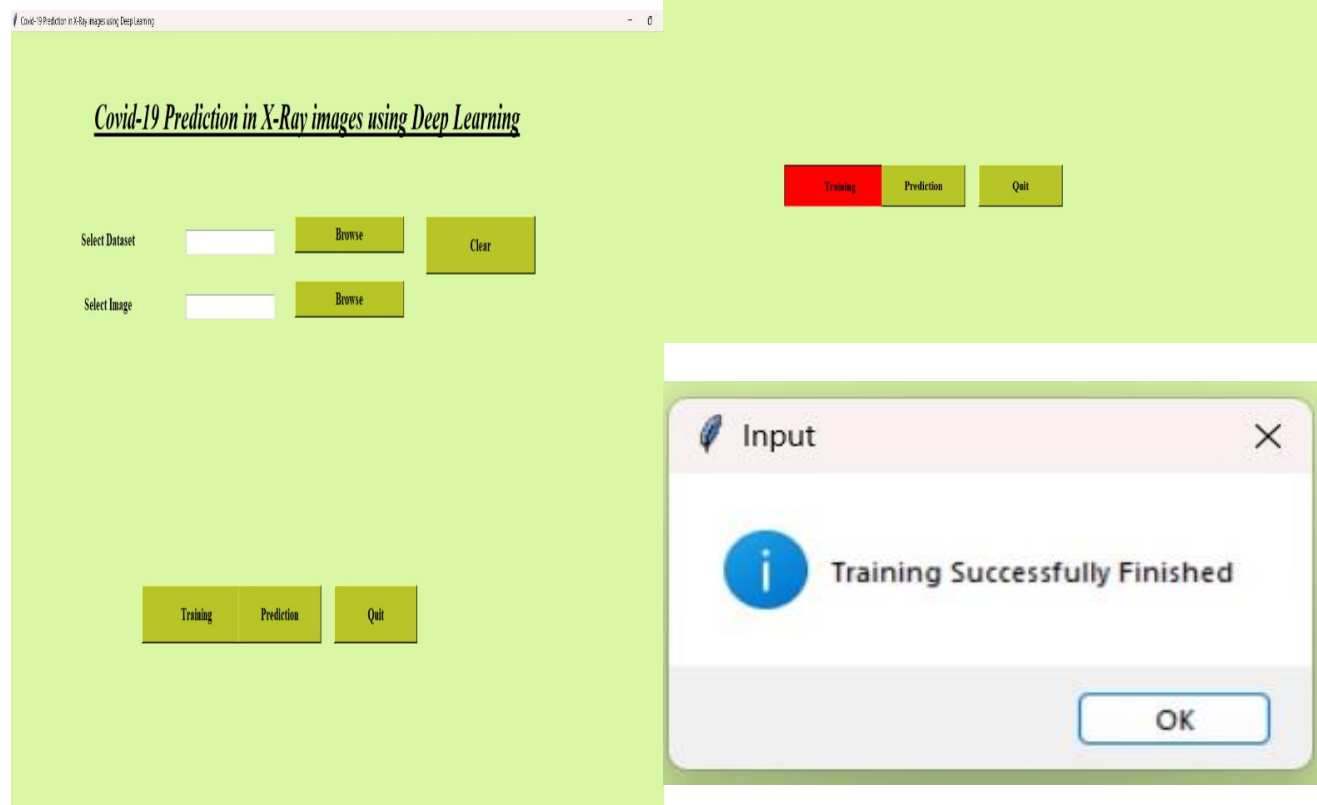 Covid-19 Prediction in X-Ray images using Deep Learning
Covid-19 Prediction in X-Ray images using Deep Learning
Select Dataset
Browse
Clear
Select Image
Browse
Training
Prediction
Quit
Training
Prediction
Quit
Input
Training Successfully Finished
OK